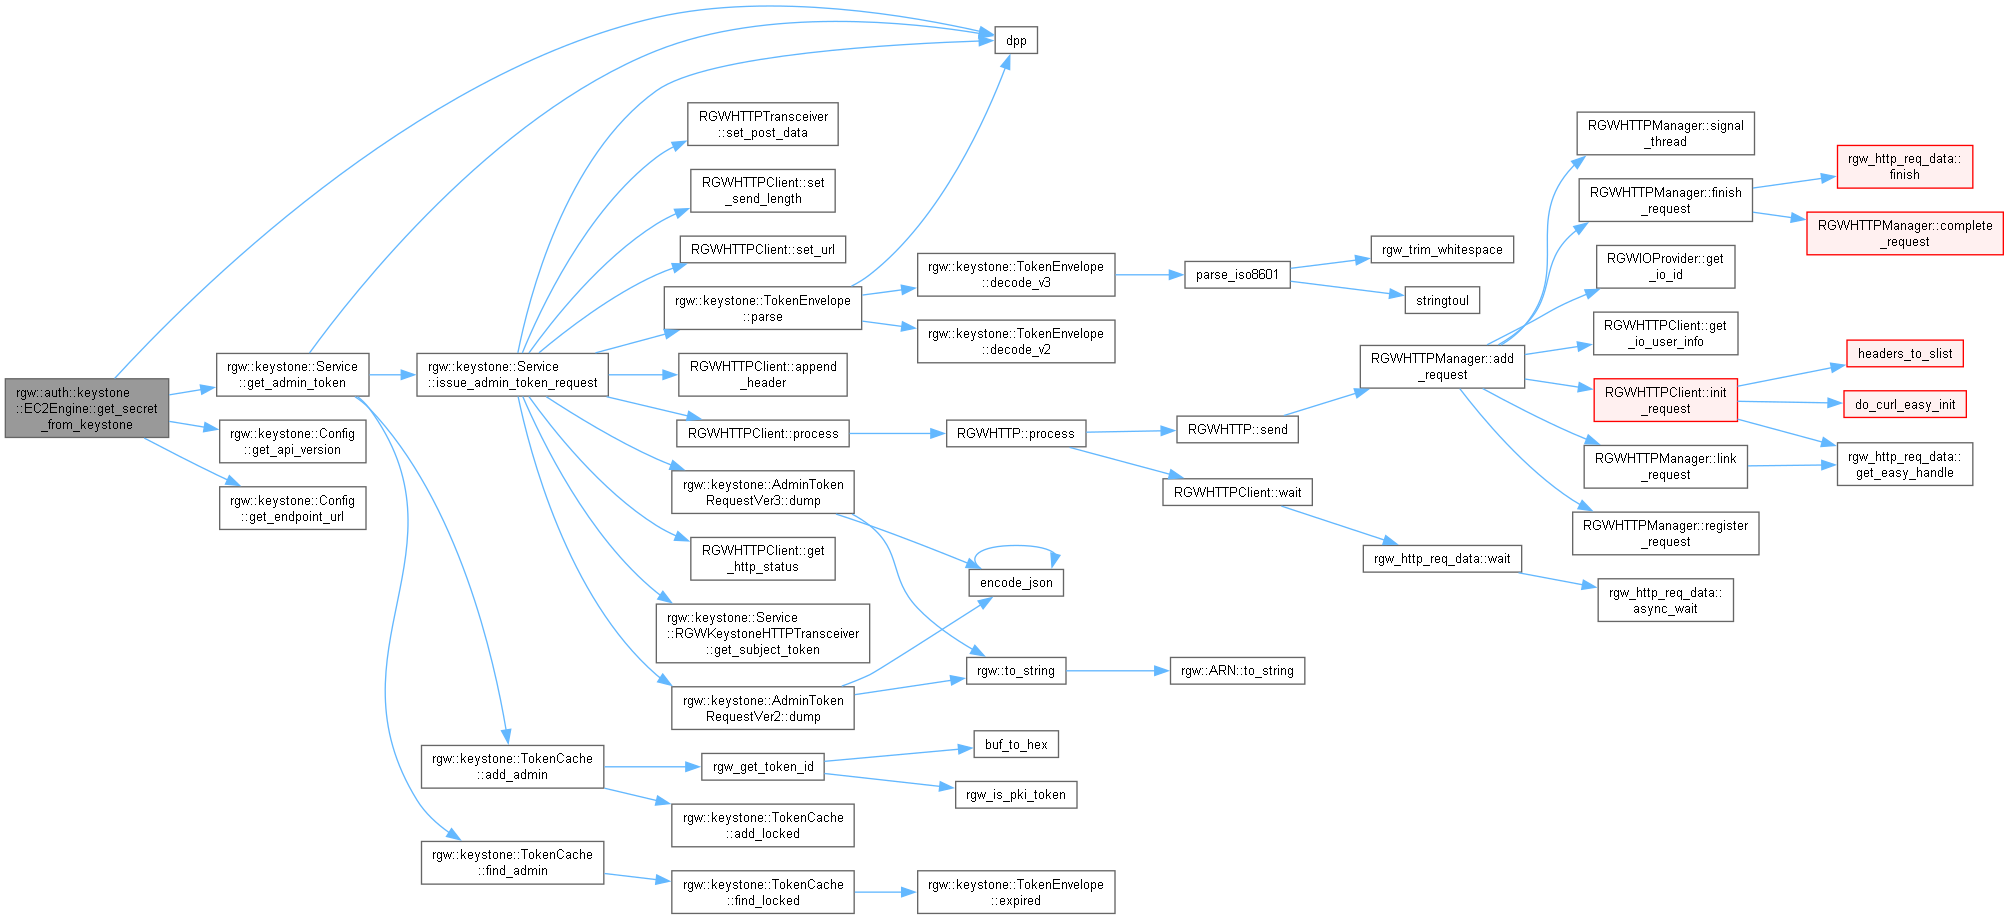 rgw::auth::keystone
::EC2Engine::get_secret
_from_keystone
rgw::keystone::Service
::get_admin_token
rgw::keystone::Config
::get_api_version
rgw::keystone::Config
::get_endpoint_url
rgw::keystone::Service
::issue_admin_token_request
rgw::keystone::TokenCache
::add_admin
rgw::keystone::TokenCache
::find_admin
dpp
RGWHTTPTransceiver
::set_post_data
RGWHTTPClient::set
_send_length
RGWHTTPClient::set_url
rgw::keystone::TokenEnvelope
::parse
RGWHTTPClient::append
_header
RGWHTTPClient::process
rgw::keystone::AdminToken
RequestVer3::dump
RGWHTTPClient::get
_http_status
rgw::keystone::Service
::RGWKeystoneHTTPTransceiver
::get_subject_token
rgw::keystone::AdminToken
RequestVer2::dump
rgw_get_token_id
rgw::keystone::TokenCache
::add_locked
rgw::keystone::TokenCache
::find_locked
rgw::keystone::TokenEnvelope
::decode_v3
rgw::keystone::TokenEnvelope
::decode_v2
RGWHTTP::process
encode_json
rgw::to_string
buf_to_hex
rgw_is_pki_token
rgw::keystone::TokenEnvelope
::expired
parse_iso8601
RGWHTTP::send
RGWHTTPClient::wait
rgw::ARN::to_string
rgw_trim_whitespace
stringtoul
RGWHTTPManager::add
_request
rgw_http_req_data::wait
RGWHTTPManager::signal
_thread
RGWHTTPManager::finish
_request
RGWIOProvider::get
_io_id
RGWHTTPClient::get
_io_user_info
RGWHTTPClient::init
_request
RGWHTTPManager::link
_request
RGWHTTPManager::register
_request
rgw_http_req_data::
async_wait
rgw_http_req_data::
finish
RGWHTTPManager::complete
_request
headers_to_slist
do_curl_easy_init
rgw_http_req_data::
get_easy_handle